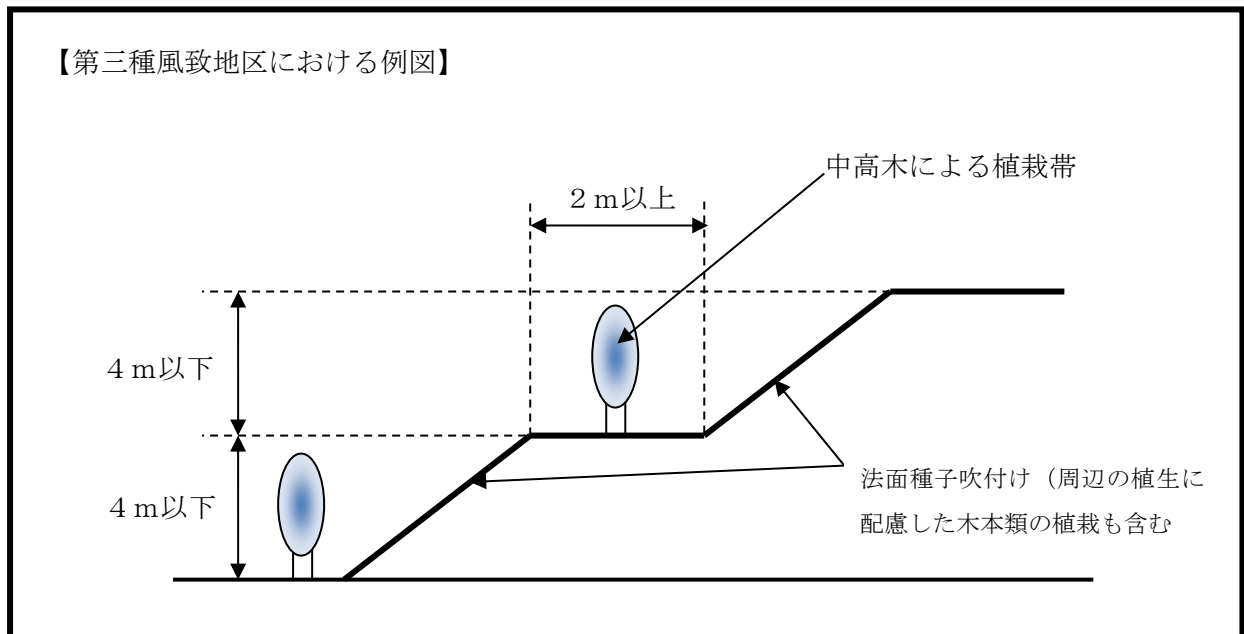 【第三種風致地区における例図】
中高木による植栽帯
２ｍ以上
４ｍ以下
４ｍ以下
法面種子吹付け（周辺の植生に
配慮した木本類の植栽も含む